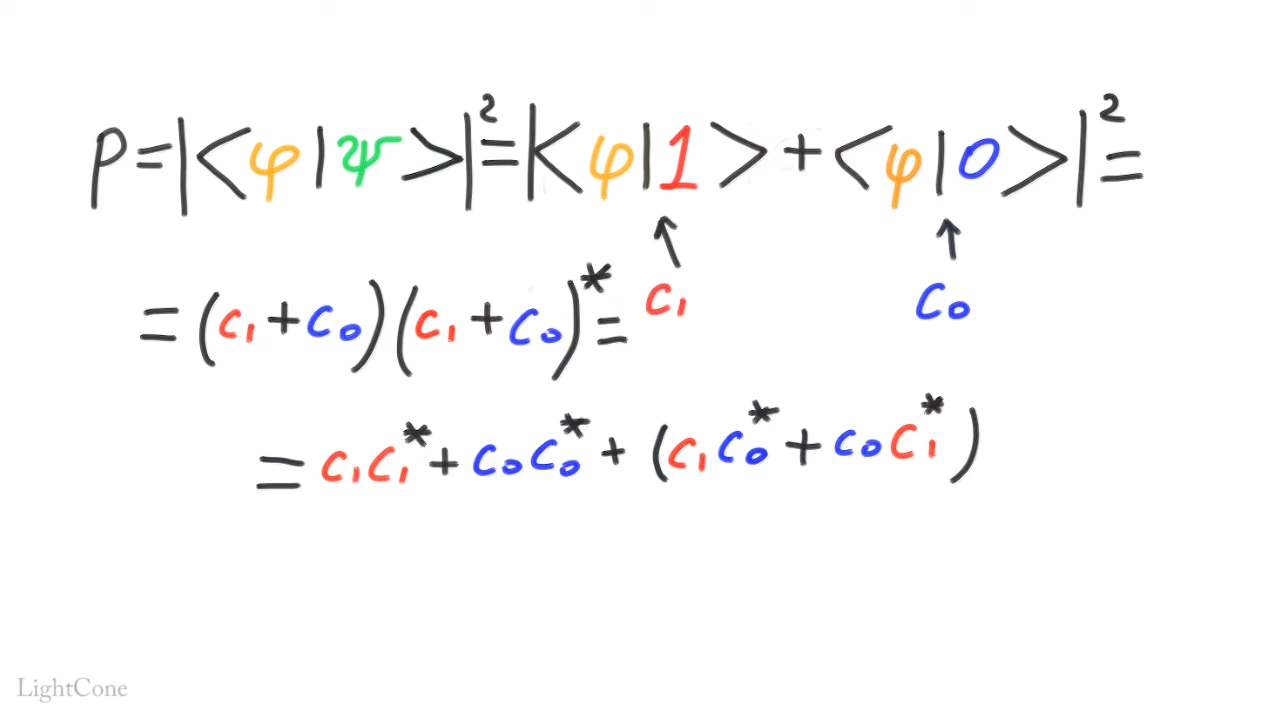 P=|<φ|ψ>|²=|<φ|1>+<φ|0>|²=
↑ ↑
=(c₁+c₀)(c₁+c₀)*= c₁ c₀
=c₁c₁*+c₀c₀*+(c₁c₀*+c₀c₁*)
LightCone